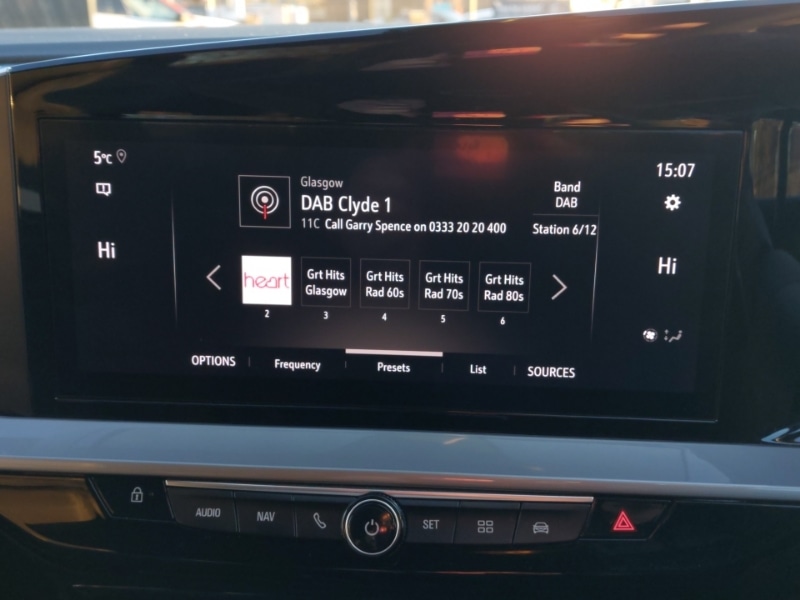 5°C
15:07
Glasgow
DAB Clyde 1
11C Call Garry Spence on 0333 20 20 400
Band
DAB
Station 6/12
Hi
Hi
heart
Grt Hits
Glasgow
Grt Hits
Rad 60s
Grt Hits
Rad 70s
Grt Hits
Rad 80s
2
3
4
5
6
OPTIONS
Frequency
Presets
List
SOURCES
AUDIO
NAV
SET